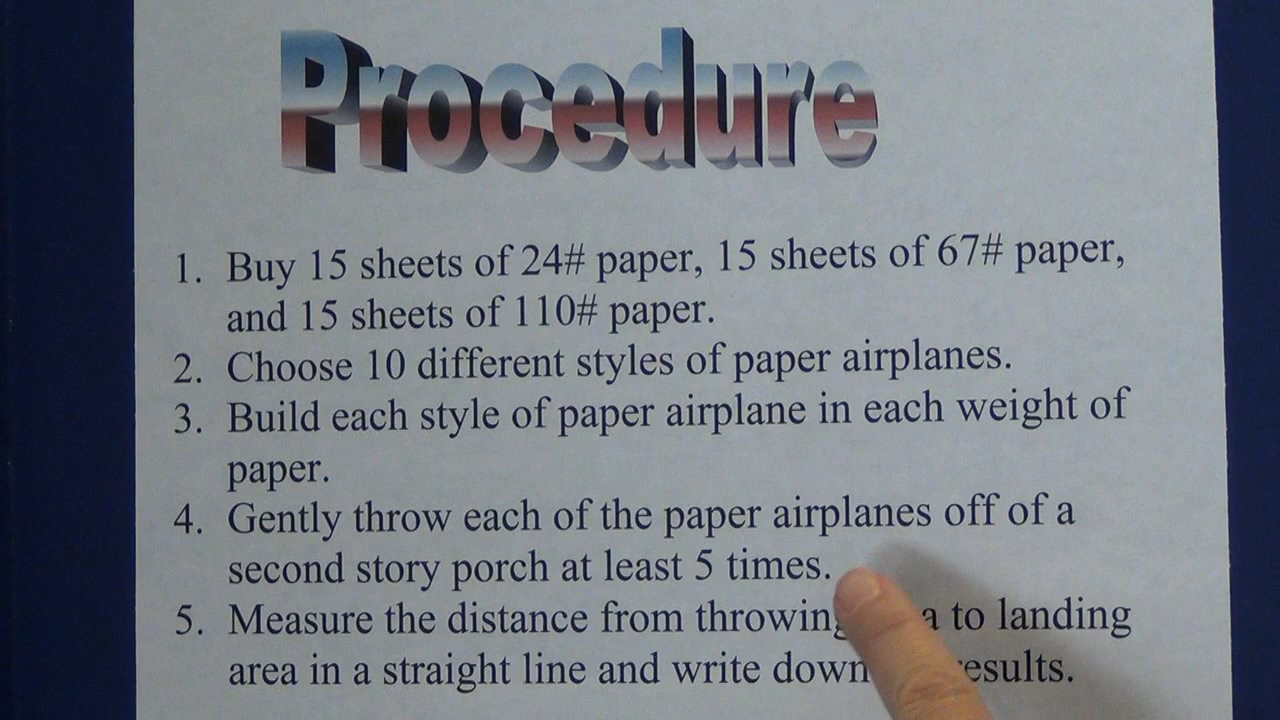 Procedure
1. Buy 15 sheets of 24# paper, 15 sheets of 67# paper,
and 15 sheets of 110# paper.
2. Choose 10 different styles of paper airplanes.
3. Build each style of paper airplane in each weight of
paper.
4. Gently throw each of the paper airplanes off of a
second story porch at least 5 times.
5. Measure the distance from throwing to landing
area in a straight line and write down results.